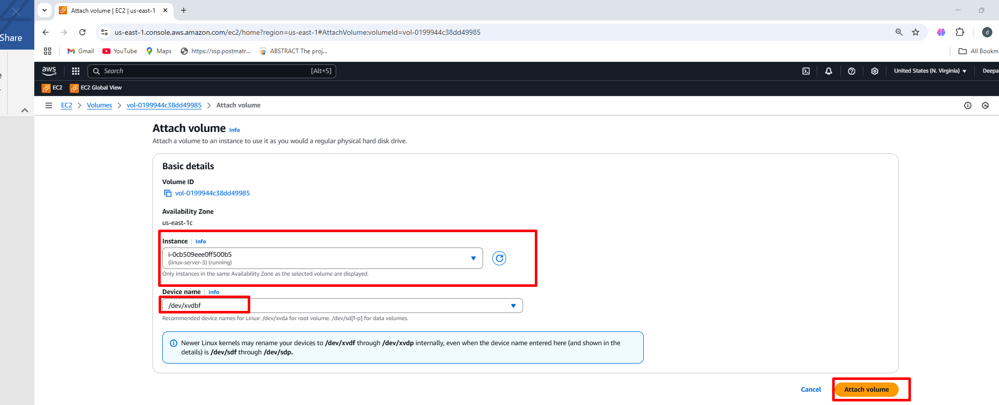 Attach volume | EC2 | us-east-1
Share
us-east-1.console.aws.amazon.com/ec2/home?region=us-east-1#AttachVolume:volumeId=vol-0199944c38dd49985
d
Gmail
YouTube
Maps
https://ssp.postmatr...
ABSTRACT The proj...
All Bookm
aws
Search
[Alt+S]
United States (N. Virginia)
Deepa
EC2
EC2 Global View
EC2 > Volumes > vol-0199944c38dd49985 > Attach volume
Attach volume Info
Attach a volume to an instance to use it as you would a regular physical hard disk drive.
Basic details
Volume ID
vol-0199944c38dd49985
Availability Zone
us-east-1c
Instance | Info
i-0cb509eee0ff500b5
(linux-server-3) (running)
Only instances in the same Availability Zone as the selected volume are displayed.
Device name | Info
/dev/xvdbf
Recommended device names for Linux: /dev/xvda for root volume. /dev/sd[f-p] for data volumes.
Newer Linux kernels may rename your devices to /dev/xvdf through /dev/xvdp internally, even when the device name entered here (and shown in the
details) is /dev/sdf through /dev/sdp.
Cancel
Attach volume